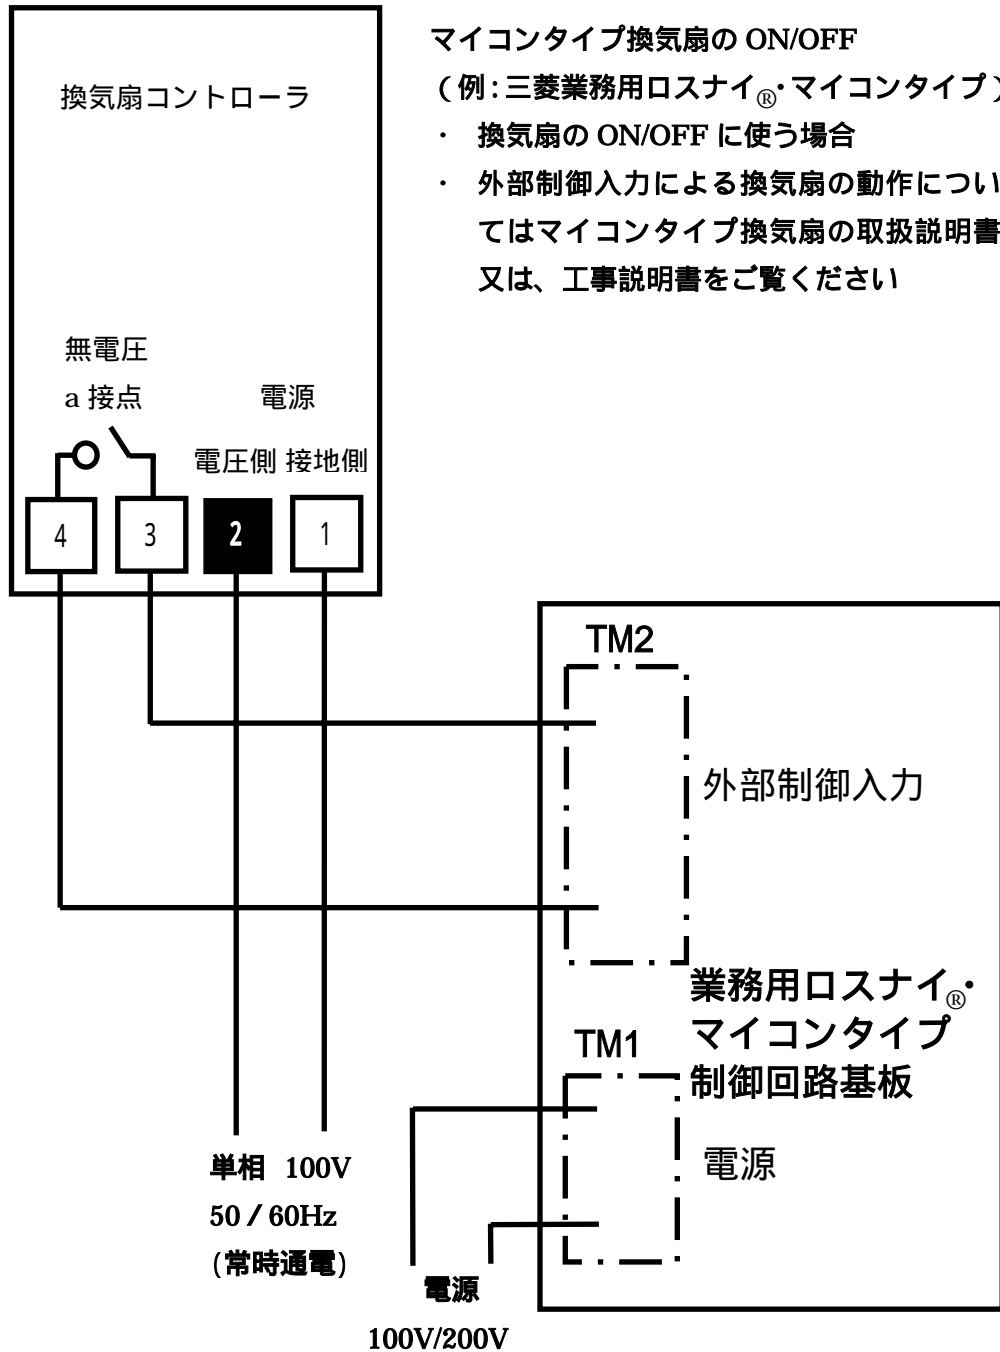 マイコンタイプ換気扇の ON/OFF
(例:三菱業務用ロスナイ®・マイコンタイプ)
・ 換気扇の ON/OFF に使う場合
・ 外部制御入力による換気扇の動作につい
てはマイコンタイプ換気扇の取扱説明書
又は、工事説明書をご覧ください
換気扇コントローラ
無電圧
a 接点 電源
電圧側 接地側
4 3 2 1
TM2
外部制御入力
業務用ロスナイ®・
マイコンタイプ
制御回路基板
TM1
電源
単相 100V
50/60Hz
(常時通電)
電源
100V/200V